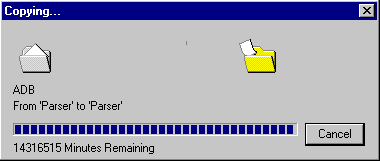 Copying...
ADB
From 'Parser' to 'Parser'
Cancel
14316515 Minutes Remaining